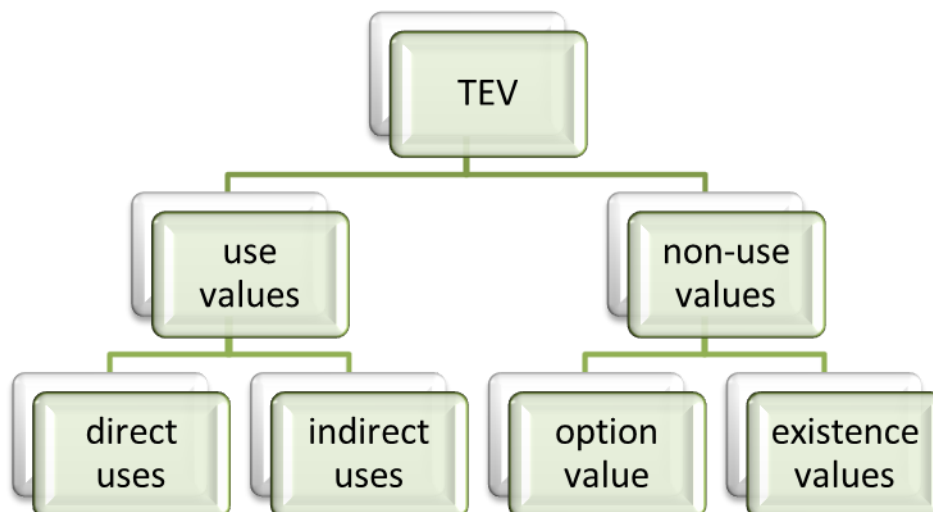 TEV
use
values
non-use
values
direct
uses
indirect
uses
option
value
existence
values